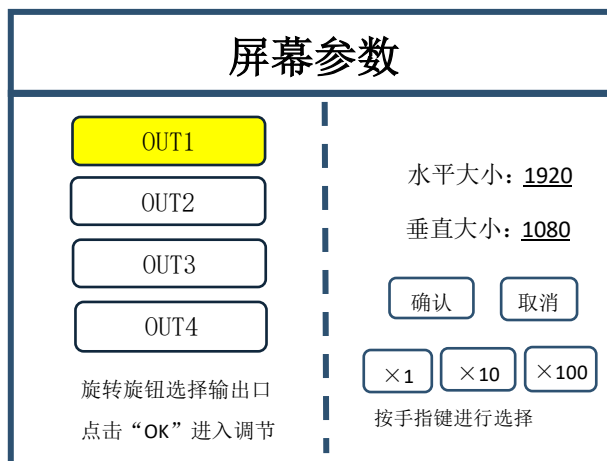 屏幕参数
OUT1
OUT2
OUT3
OUT4
旋转旋钮选择输出口
点击“OK”进入调节
水平大小：1920
垂直大小：1080
确认 取消
×1 ×10 ×100
按手指键进行选择